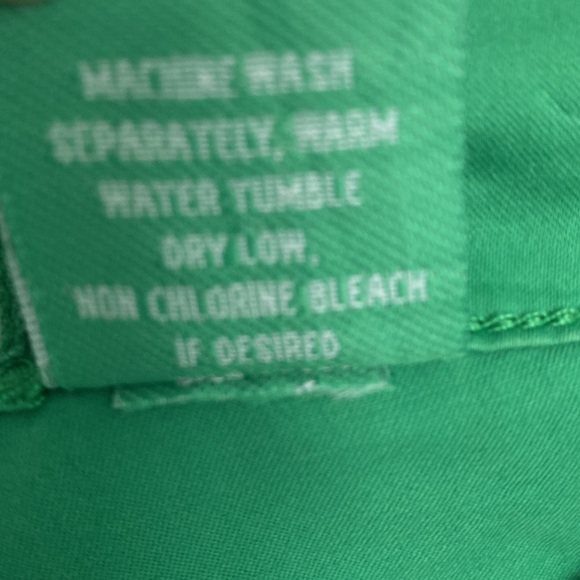 MACHINE WASH
SEPARATELY, WARM
WATER TUMBLE
DRY LOW,
NON CHLORINE BLEACH
IF DESIRED